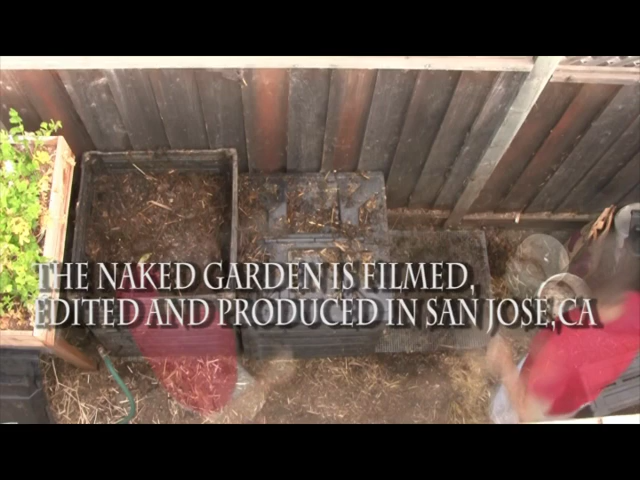 THE NAKED GARDEN IS FILMED,
EDITED AND PRODUCED IN SAN JOSE,CA